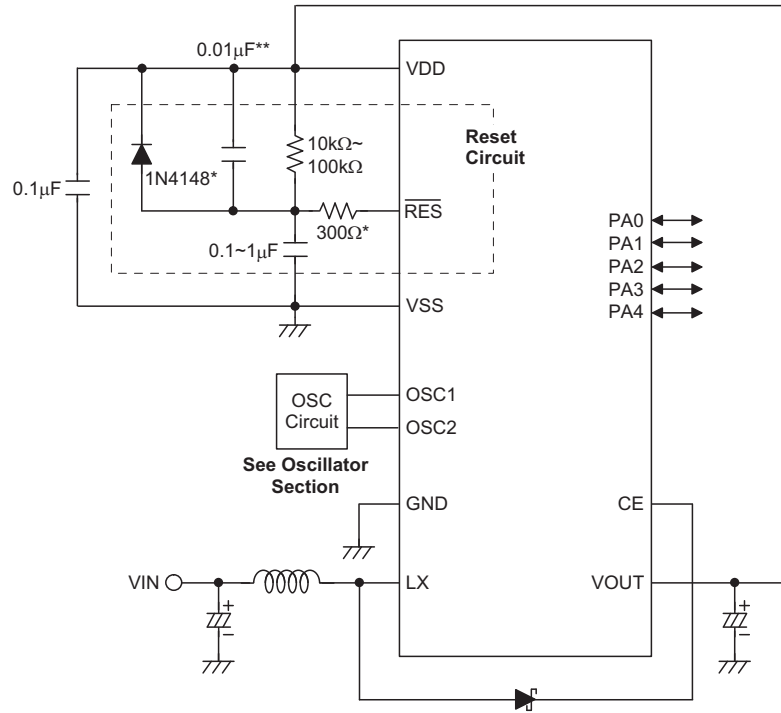 0.01μF**
VDD
Reset
Circuit
10kΩ~
100kΩ
1N4148*
0.1μF
RES
300Ω*
0.1~1μF
PA0
PA1
PA2
PA3
PA4
VSS
OSC
Circuit
OSC1
OSC2
See Oscillator
Section
GND
CE
VIN
LX
VOUT
+
−
+
−